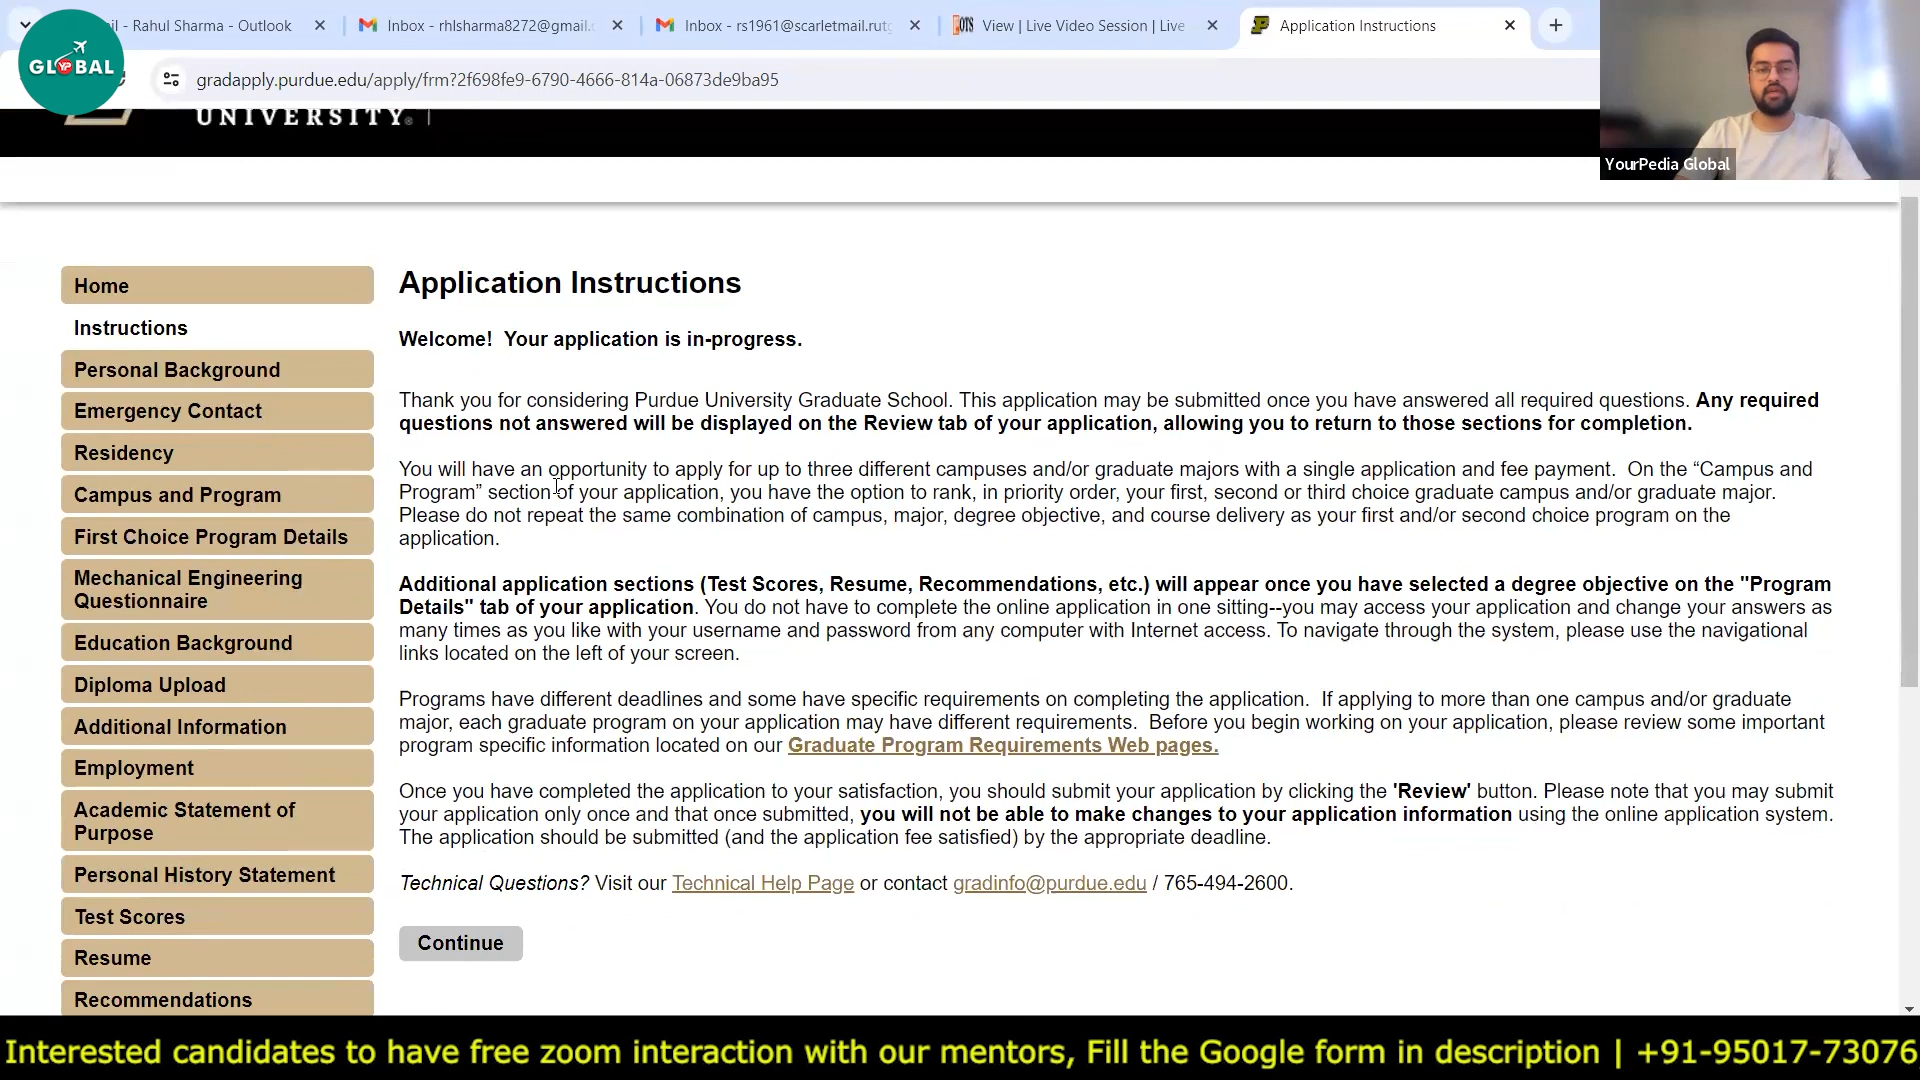 il - Rahul Sharma - Outlook
Inbox - rhlsharma8272@gmail.c
Inbox - rs1961@scarletmail.rutg
View | Live Video Session | Live
Application Instructions
GLOBAL
YP
gradapply.purdue.edu/apply/frm?2f698fe9-6790-4666-814a-06873de9ba95
UNIVERSITY®
YourPedia Global
Home
Instructions
Personal Background
Emergency Contact
Residency
Campus and Program
First Choice Program Details
Mechanical Engineering
Questionnaire
Education Background
Diploma Upload
Additional Information
Employment
Academic Statement of
Purpose
Personal History Statement
Test Scores
Resume
Recommendations
Application Instructions
Welcome!  Your application is in-progress.
Thank you for considering Purdue University Graduate School. This application may be submitted once you have answered all required questions. Any required
questions not answered will be displayed on the Review tab of your application, allowing you to return to those sections for completion.
You will have an opportunity to apply for up to three different campuses and/or graduate majors with a single application and fee payment.  On the “Campus and
Program” section of your application, you have the option to rank, in priority order, your first, second or third choice graduate campus and/or graduate major.
Please do not repeat the same combination of campus, major, degree objective, and course delivery as your first and/or second choice program on the
application.
Additional application sections (Test Scores, Resume, Recommendations, etc.) will appear once you have selected a degree objective on the "Program
Details" tab of your application. You do not have to complete the online application in one sitting--you may access your application and change your answers as
many times as you like with your username and password from any computer with Internet access. To navigate through the system, please use the navigational
links located on the left of your screen.
Programs have different deadlines and some have specific requirements on completing the application.  If applying to more than one campus and/or graduate
major, each graduate program on your application may have different requirements.  Before you begin working on your application, please review some important
program specific information located on our Graduate Program Requirements Web pages.
Once you have completed the application to your satisfaction, you should submit your application by clicking the 'Review' button. Please note that you may submit
your application only once and that once submitted, you will not be able to make changes to your application information using the online application system.
The application should be submitted (and the application fee satisfied) by the appropriate deadline.
Technical Questions? Visit our Technical Help Page or contact gradinfo@purdue.edu / 765-494-2600.
Continue
Interested candidates to have free zoom interaction with our mentors, Fill the Google form in description | +91-95017-73076